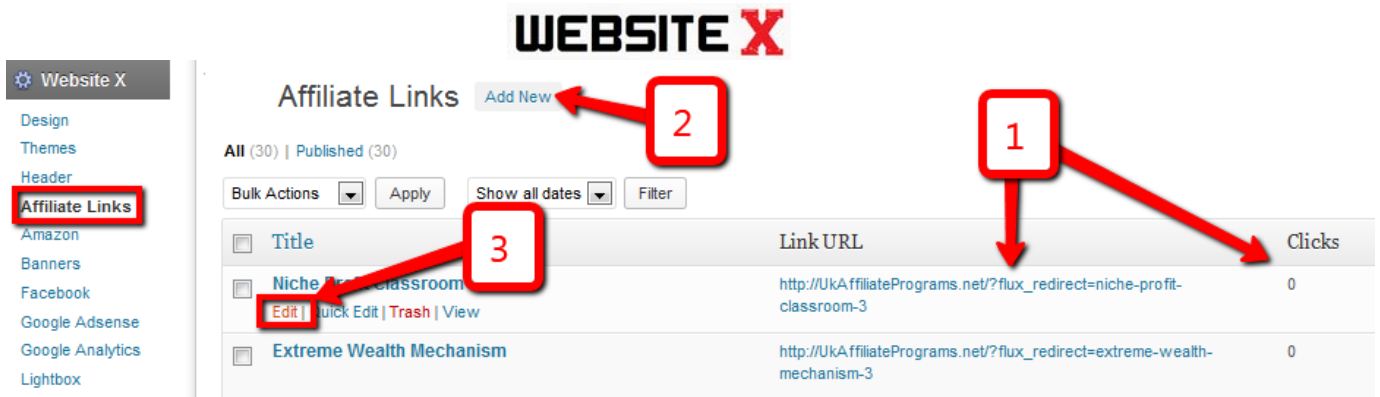 WEBSITE X
Website X
Affiliate Links Add New
2
1
Design
Themes
Header
Affiliate Links
Amazon
Banners
Facebook
Google Adsense
Google Analytics
Lightbox
All (30) | Published (30)
Bulk Actions Apply Show all dates Filter
3
Title Link URL Clicks
Niche Classroom http://UkAffiliatePrograms.net/?flux_redirect=niche-profit- 0
classroom-3
Edit | Quick Edit | Trash | View
Extreme Wealth Mechanism http://UkAffiliatePrograms.net/?flux_redirect=extreme-wealth- 0
mechanism-3